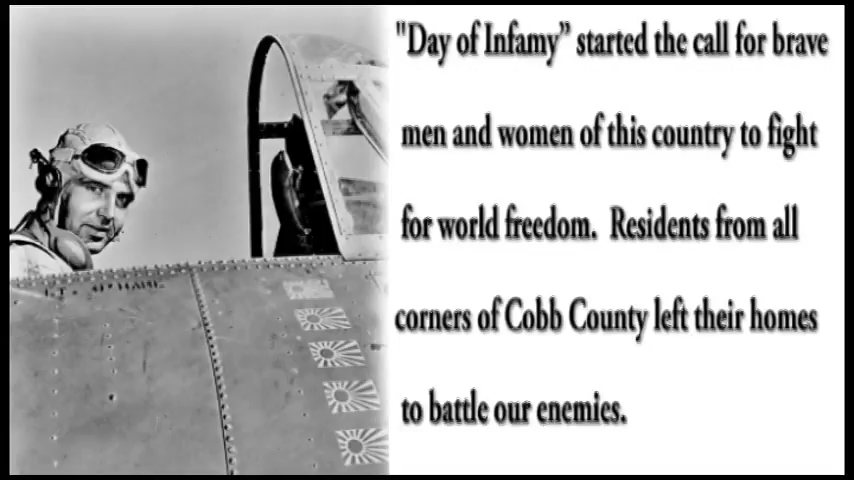 "Day of Infamy” started the call for brave
men and women of this country to fight
for world freedom. Residents from all
corners of Cobb County left their homes
to battle our enemies.